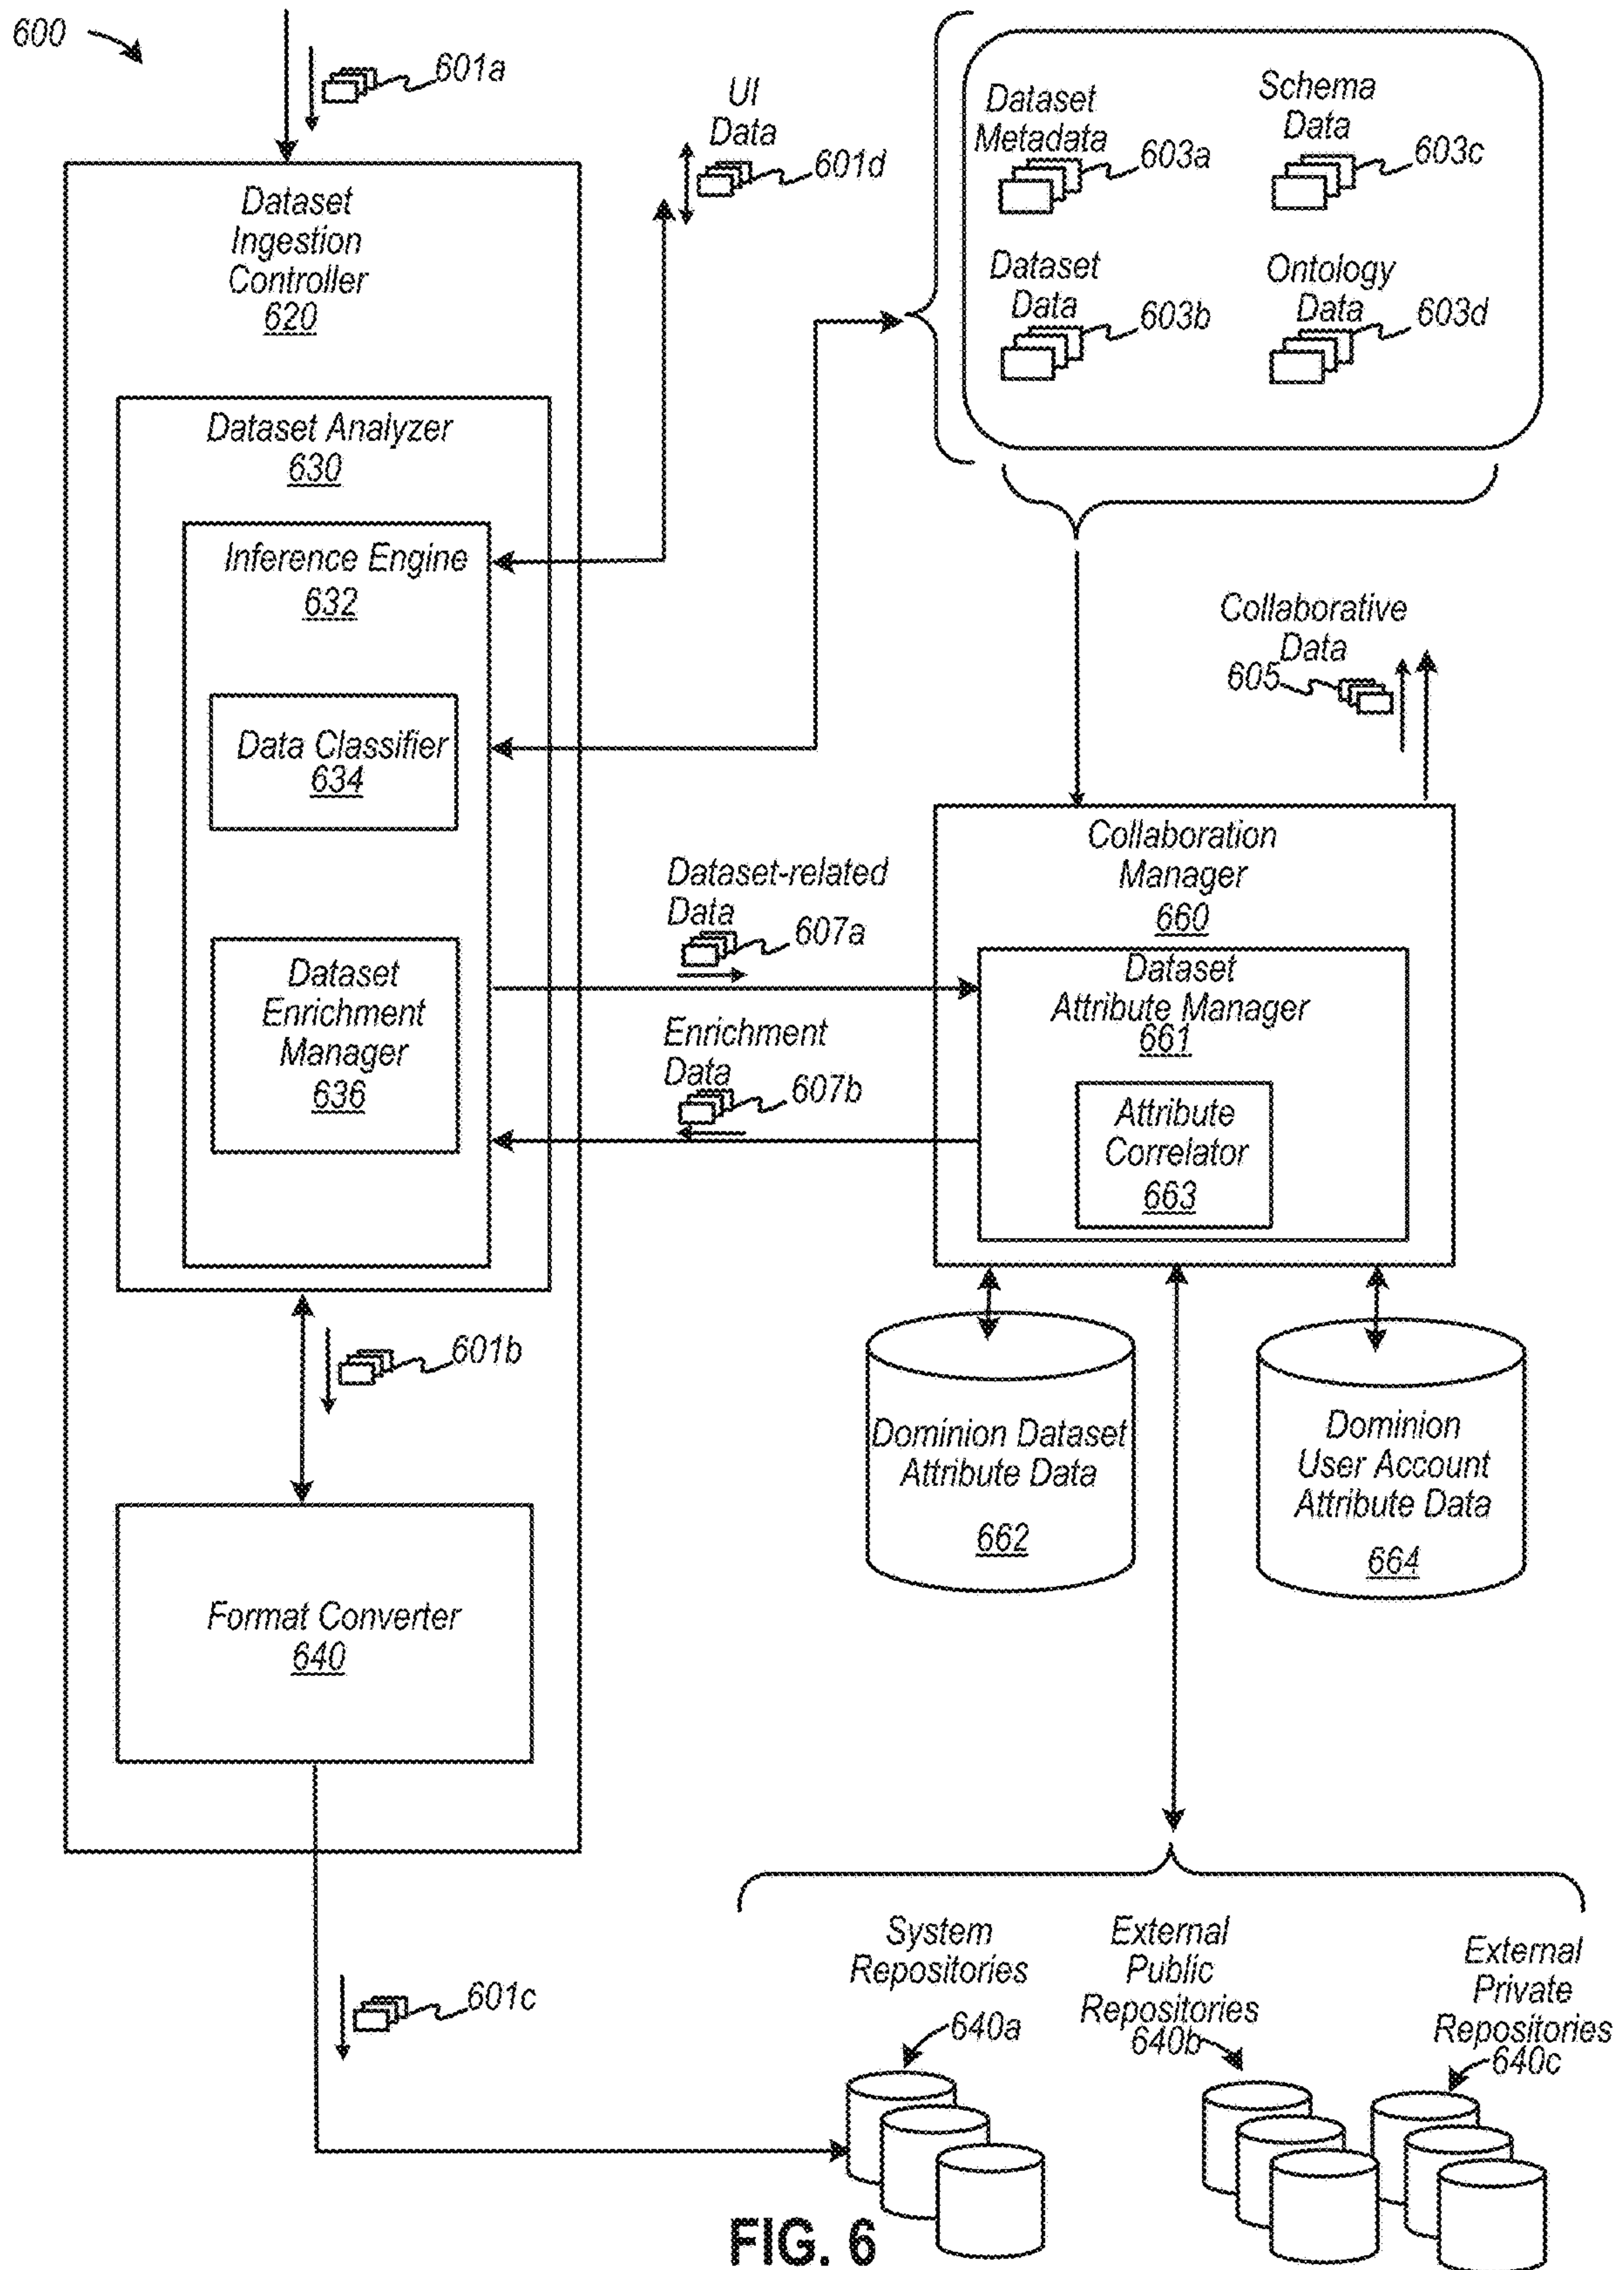 600
601a
Dataset
Ingestion
Controller
620
Dataset Analyzer
630
Inference Engine
632
Data Classifier
634
Dataset
Enrichment
Manager
636
601b
Format Converter
640
601c
UI
Data
601d
Dataset
Metadata
603a
Schema
Data
603c
Dataset
Data
603b
Ontology
Data
603d
Collaborative
Data
605
Dataset-related
Data
607a
Enrichment
Data
607b
Collaboration
Manager
660
Dataset
Attribute Manager
661
Attribute
Correlator
663
Dominion Dataset
Attribute Data
662
Dominion
User Account
Attribute Data
664
System
Repositories
640a
External
Public
Repositories
640b
External
Private
Repositories
640c
FIG. 6